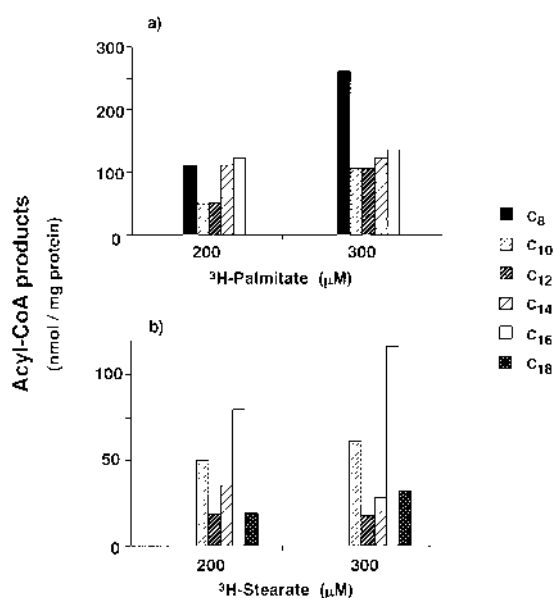 a)
300
200
100
0
200
300
³H-Palmitate (µM)
Acyl-CoA products
(nmol / mg protein)
C₈
C₁₀
C₁₂
C₁₄
C₁₆
C₁₈
b)
100
50
0
200
300
³H-Stearate (µM)